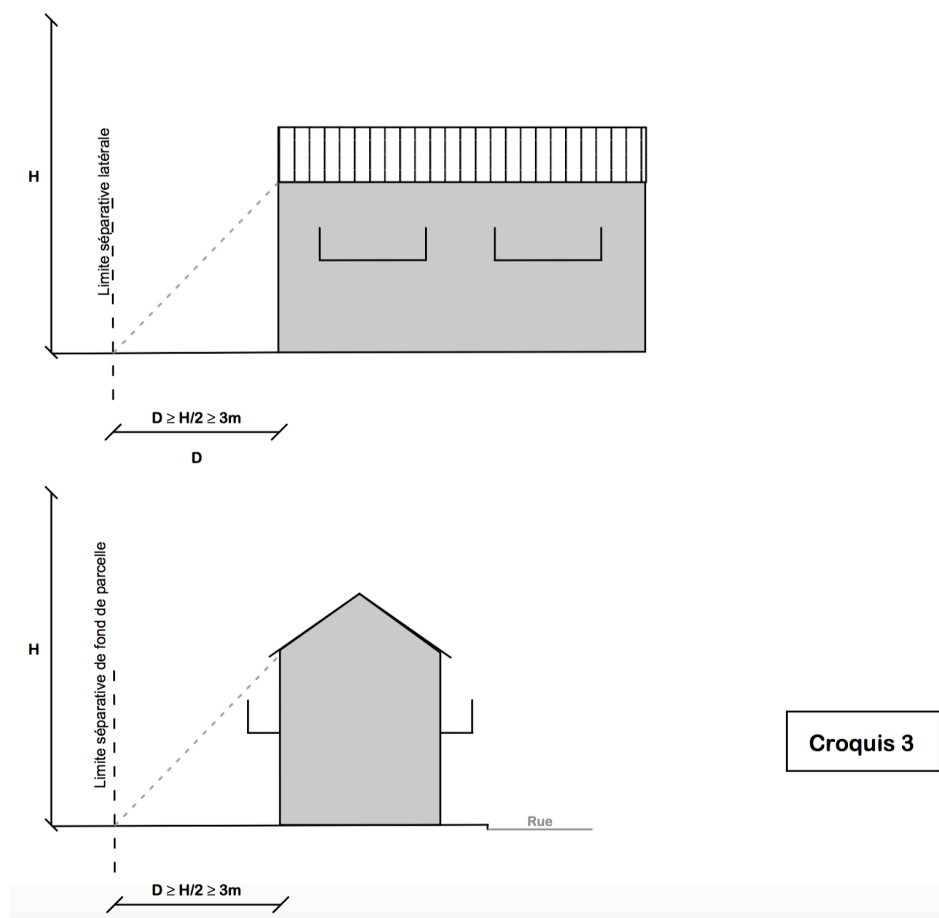 Limite séparative latérale
H
D ≥ H/2 ≥ 3m
D
Limite séparative de fond de parcelle
H
Croquis 3
Rue
D ≥ H/2 ≥ 3m